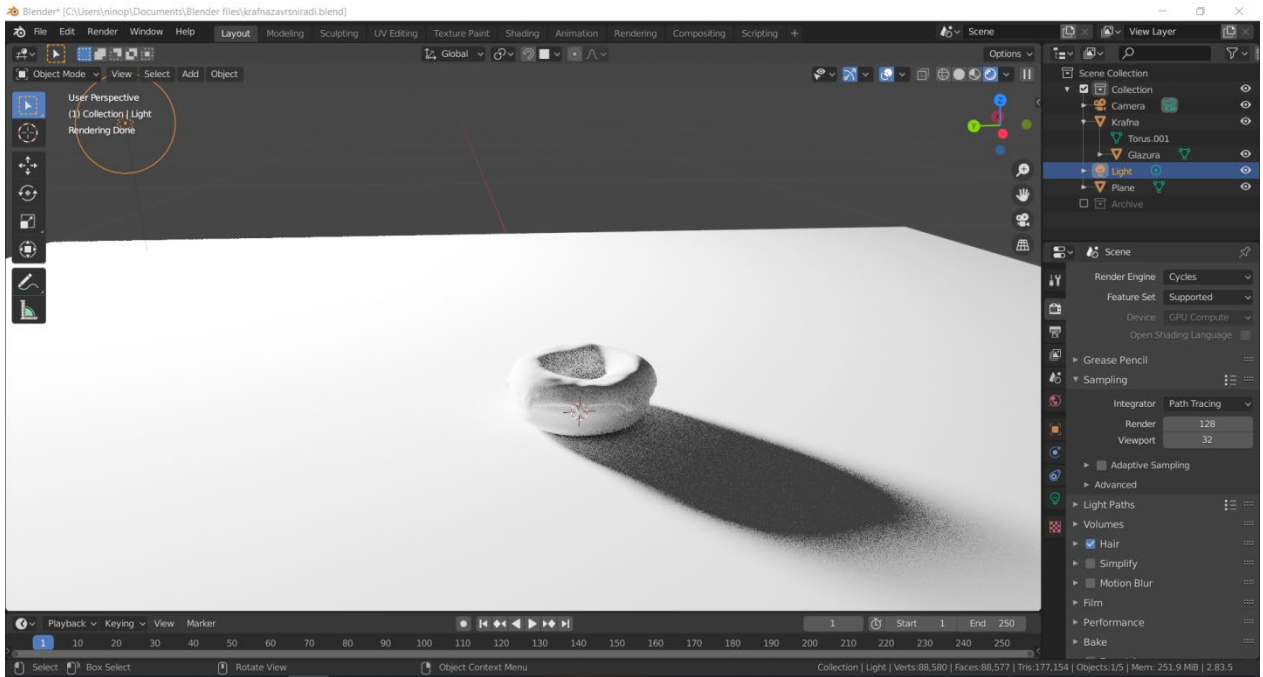 Blender* [C:\Users\ninop\Documents\Blender files\krafnazavrsniradi.blend]
File Edit Render Window Help Layout Modeling Sculpting UV Editing Texture Paint Shading Animation Rendering Compositing Scripting + Scene View Layer
Global Options
Object Mode View Select Add Object
User Perspective
(1) Collection | Light
Rendering Done
Z
Y
Scene Collection
Collection
Camera
Krafna
Torus.001
Glazura
Light
Plane
Archive
Scene
Render Engine Cycles
Feature Set Supported
Device GPU Compute
Open Shading Language
Grease Pencil
Sampling
Integrator Path Tracing
Render 128
Viewport 32
Adaptive Sampling
Advanced
Light Paths
Volumes
Hair
Simplify
Motion Blur
Film
Performance
Bake
Playback Keying View Marker 1 Start 1 End 250
1 10 20 30 40 50 60 70 80 90 100 110 120 130 140 150 160 170 180 190 200 210 220 230 240 250
Select Box Select Rotate View Object Context Menu Collection | Light | Verts:88,580 | Faces:88,577 | Tris:177,154 | Objects:1/5 | Mem: 251.9 MiB | 2.83.5